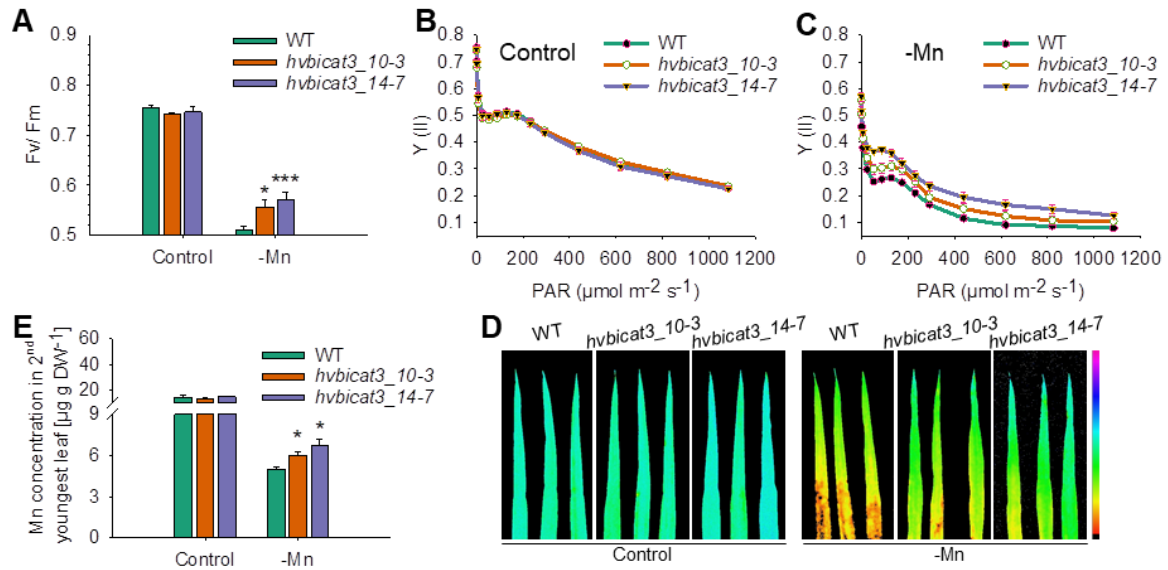 A
0.9
0.8
0.7
0.6
0.5
Fv/ Fm
WT
hvbicat3_10-3
hvbicat3_14-7
* ***
Control -Mn
B
0.8
0.7
0.6
0.5
0.4
0.3
0.2
0.1
Y (II)
Control
WT
hvbicat3_10-3
hvbicat3_14-7
0 200 400 600 800 1000 1200
PAR (µmol m-2 s-1)
C
0.8
0.7
0.6
0.5
0.4
0.3
0.2
0.1
Y (II)
-Mn
WT
hvbicat3_10-3
hvbicat3_14-7
0 200 400 600 800 1000 1200
PAR (µmol m-2 s-1)
E
60
40
20
9
6
3
0
Mn concentration in 2nd
youngest leaf [µg g DW-1]
WT
hvbicat3_10-3
hvbicat3_14-7
* *
Control -Mn
D
WT hvbicat3_10-3 hvbicat3_14-7 WT hvbicat3_10-3 hvbicat3_14-7
Control -Mn